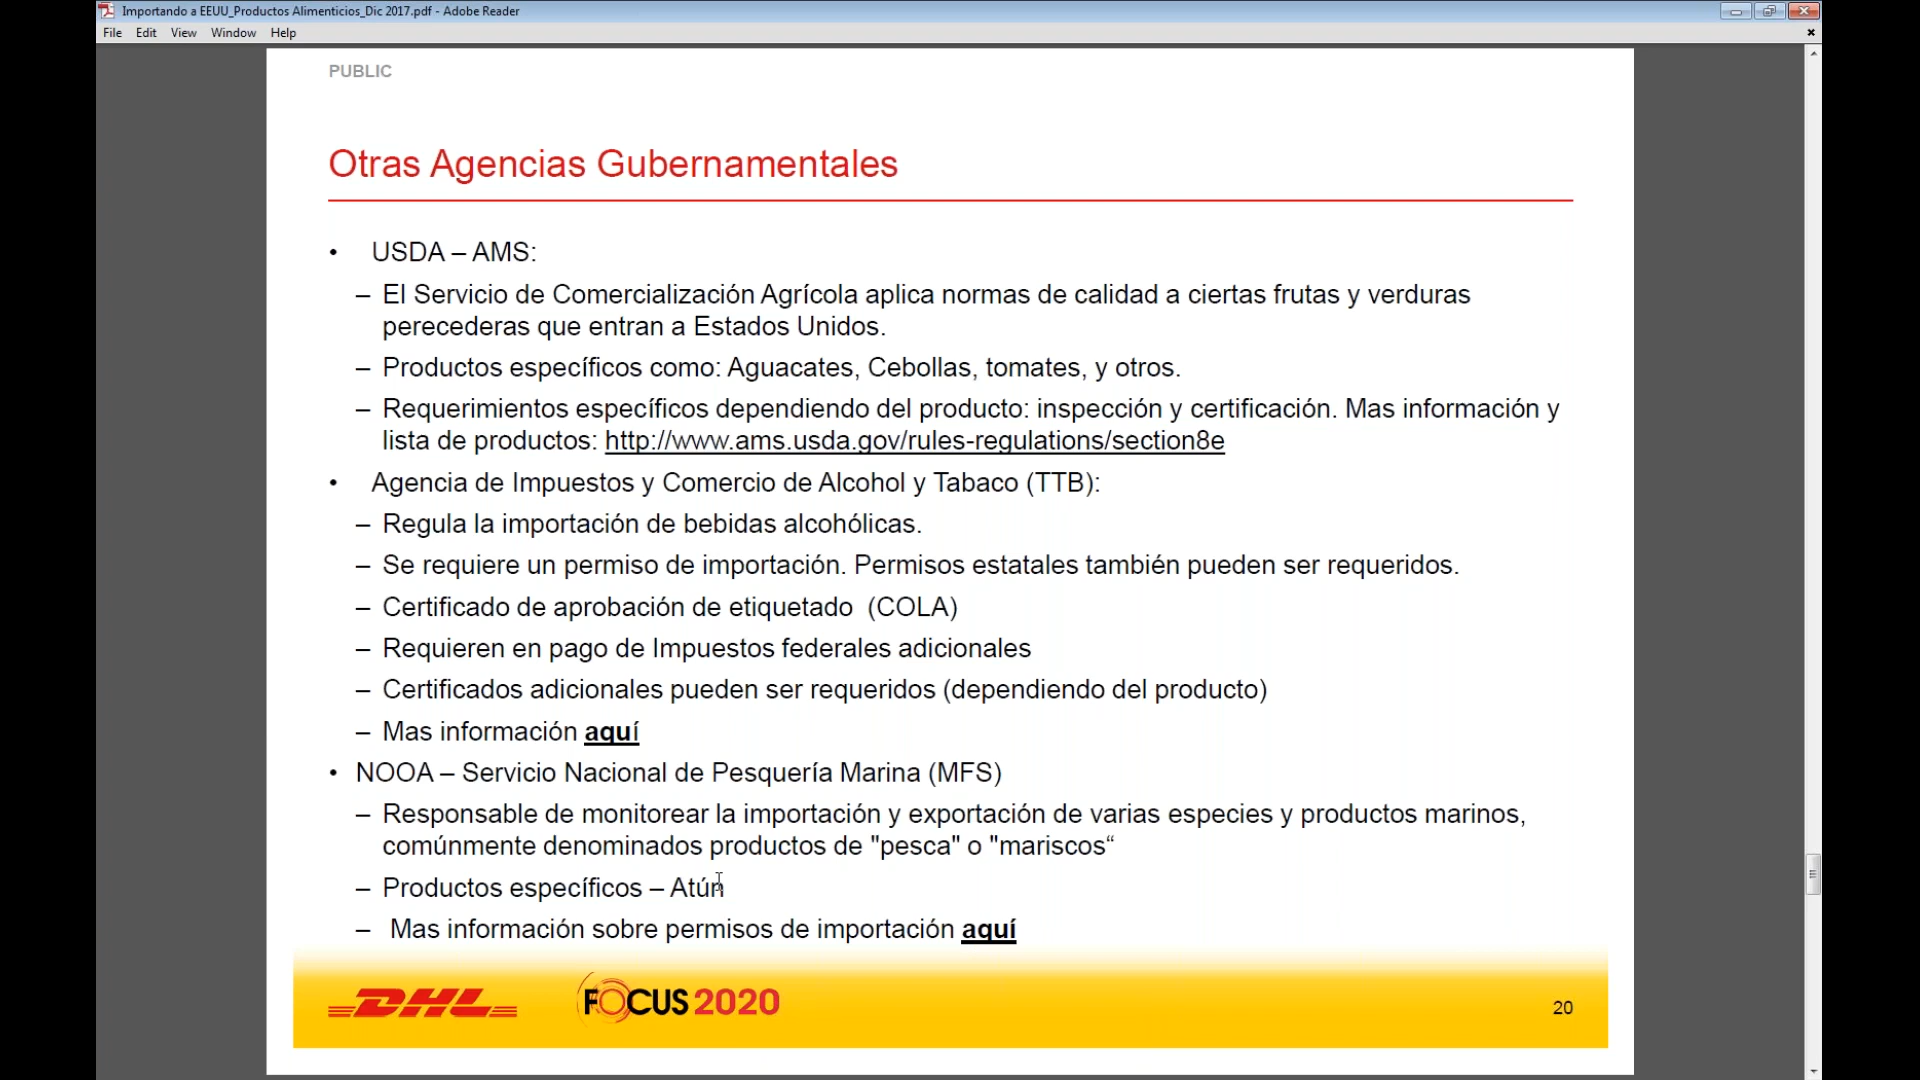 Importando a EEUU_Productos Alimenticios_Dic 2017.pdf - Adobe Reader
File Edit View Window Help
PUBLIC
Otras Agencias Gubernamentales
• USDA – AMS:
– El Servicio de Comercialización Agrícola aplica normas de calidad a ciertas frutas y verduras
perecederas que entran a Estados Unidos.
– Productos específicos como: Aguacates, Cebollas, tomates, y otros.
– Requerimientos específicos dependiendo del producto: inspección y certificación. Mas información y
lista de productos: http://www.ams.usda.gov/rules-regulations/section8e
• Agencia de Impuestos y Comercio de Alcohol y Tabaco (TTB):
– Regula la importación de bebidas alcohólicas.
– Se requiere un permiso de importación. Permisos estatales también pueden ser requeridos.
– Certificado de aprobación de etiquetado (COLA)
– Requieren en pago de Impuestos federales adicionales
– Certificados adicionales pueden ser requeridos (dependiendo del producto)
– Mas información aquí
• NOOA – Servicio Nacional de Pesquería Marina (MFS)
– Responsable de monitorear la importación y exportación de varias especies y productos marinos,
comúnmente denominados productos de "pesca" o "mariscos“
– Productos específicos – Atún
– Mas información sobre permisos de importación aquí
DHL FOCUS 2020 20